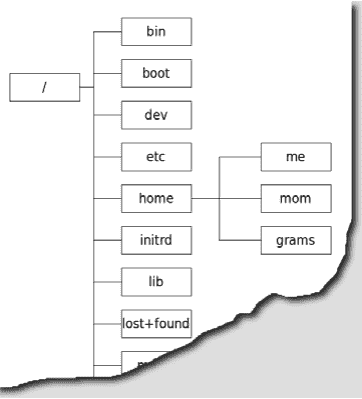 /
bin
boot
dev
etc
home
initrd
lib
lost+found
me
mom
grams